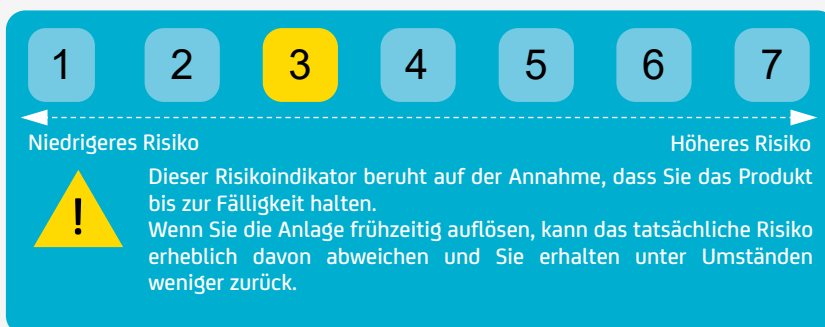 1 2 3 4 5 6 7
Niedrigeres Risiko Höheres Risiko
!
Dieser Risikoindikator beruht auf der Annahme, dass Sie das Produkt
bis zur Fälligkeit halten.
Wenn Sie die Anlage frühzeitig auflösen, kann das tatsächliche Risiko
erheblich davon abweichen und Sie erhalten unter Umständen
weniger zurück.